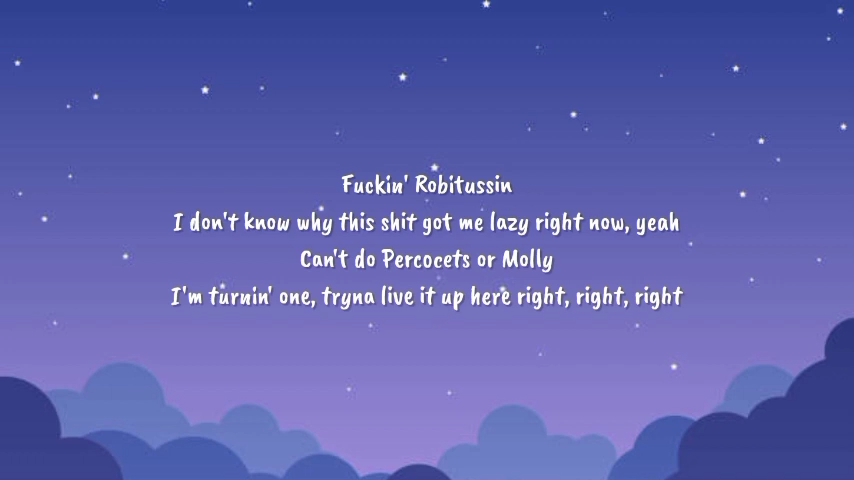 Fuckin' Robitussin
I don't know why this shit got me lazy right now, yeah
Can't do Percocets or Molly
I'm turnin' one, tryna live it up here right, right, right